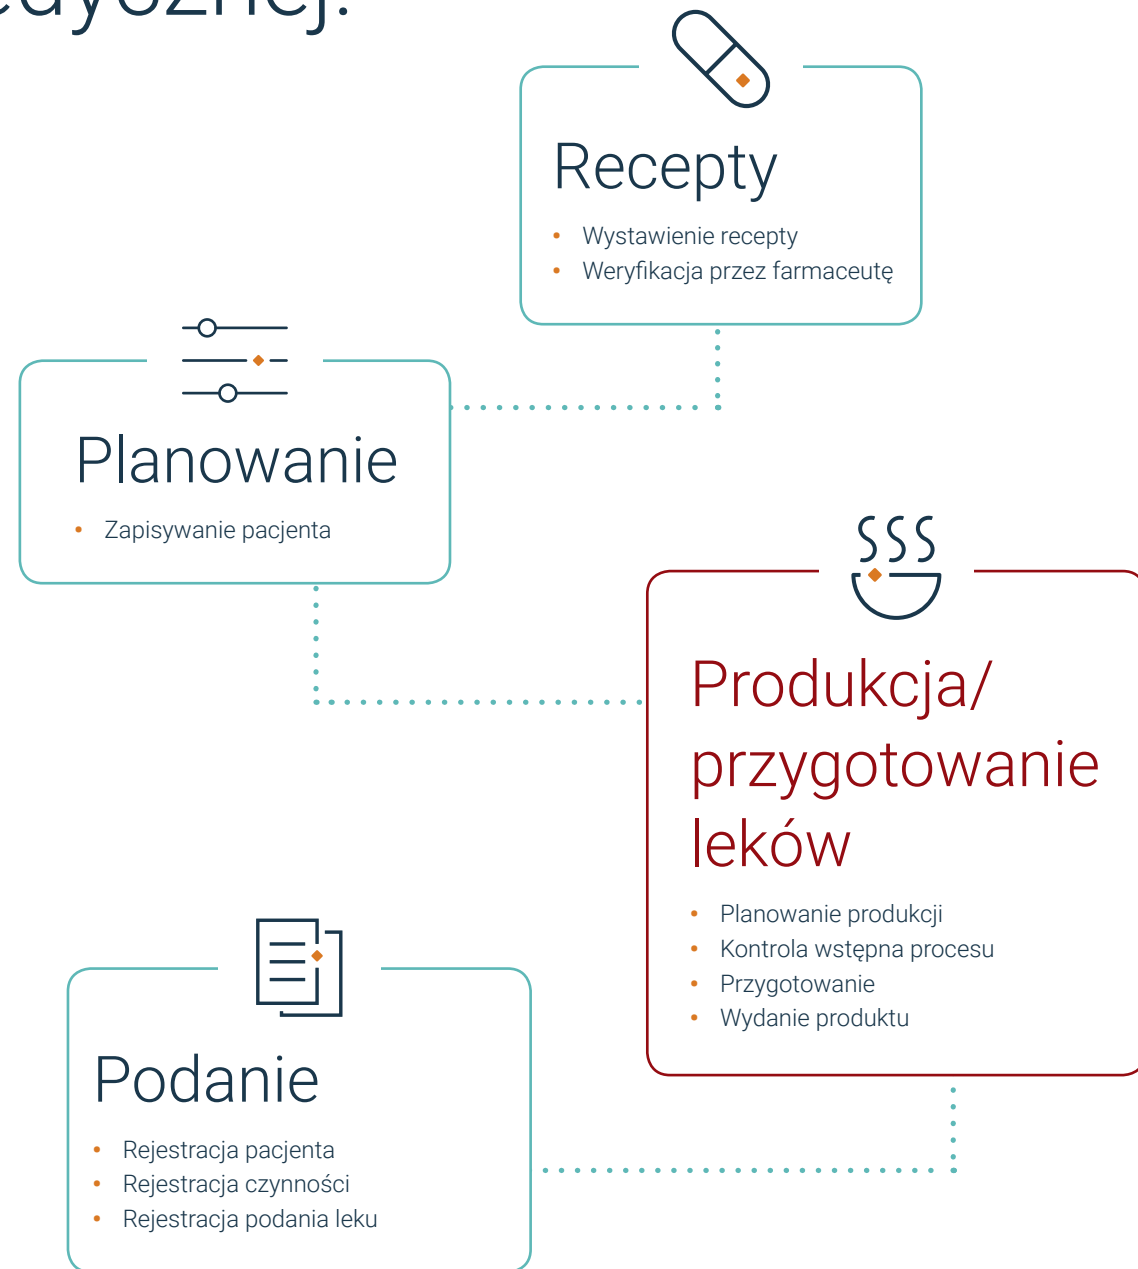 Recepty
• Wystawienie recepty
• Weryfikacja przez farmaceutę
Planowanie
• Zapisywanie pacjenta
Produkcja/
przygotowanie
leków
• Planowanie produkcji
• Kontrola wstępna procesu
• Przygotowanie
• Wydanie produktu
Podanie
• Rejestracja pacjenta
• Rejestracja czynności
• Rejestracja podania leku